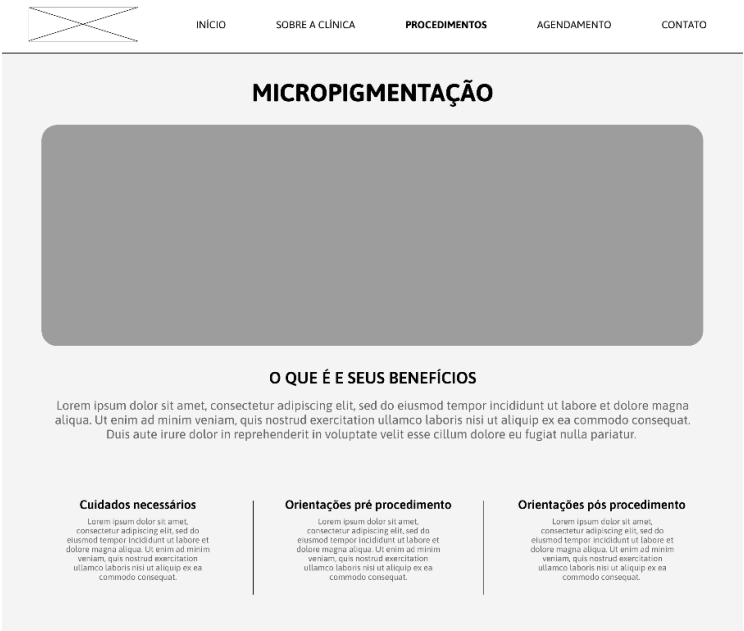 INÍCIO SOBRE A CLÍNICA PROCEDIMENTOS AGENDAMENTO CONTATO
MICROPIGMENTAÇÃO
O QUE É E SEUS BENEFÍCIOS
Lorem ipsum dolor sit amet, consectetur adipiscing elit, sed do eiusmod tempor incididunt ut labore et dolore magna
aliqua. Ut enim ad minim veniam, quis nostrud exercitation ullamco laboris nisi ut aliquip ex ea commodo consequat.
Duis aute irure dolor in reprehenderit in voluptate velit esse cillum dolore eu fugiat nulla pariatur.
Cuidados necessários
Lorem ipsum dolor sit amet,
consectetur adipiscing elit, sed do
eiusmod tempor incididunt ut labore et
dolore magna aliqua. Ut enim ad minim
veniam, quis nostrud exercitation
ullamco laboris nisi ut aliquip ex ea
commodo consequat.
Orientações pré procedimento
Lorem ipsum dolor sit amet,
consectetur adipiscing elit, sed do
eiusmod tempor incididunt ut labore et
dolore magna aliqua. Ut enim ad minim
veniam, quis nostrud exercitation
ullamco laboris nisi ut aliquip ex ea
commodo consequat.
Orientações pós procedimento
Lorem ipsum dolor sit amet,
consectetur adipiscing elit, sed do
eiusmod tempor incididunt ut labore et
dolore magna aliqua. Ut enim ad minim
veniam, quis nostrud exercitation
ullamco laboris nisi ut aliquip ex ea
commodo consequat.